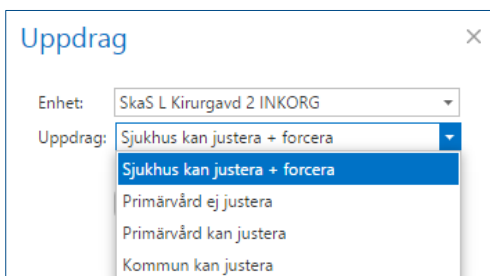 Uppdrag
Enhet: SkaS L Kirurgavd 2 INKORG
Uppdrag: Sjukhus kan justera + forcera
Sjukhus kan justera + forcera
Primärvård ej justera
Primärvård kan justera
Kommun kan justera